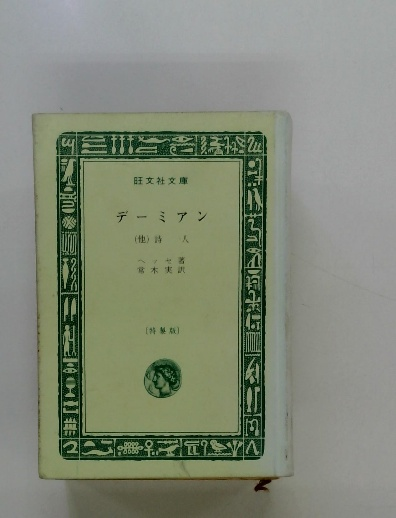 旺文社文庫
デーミアン
(他) 詩人
ヘッセ著
常木実訳
[特製版]